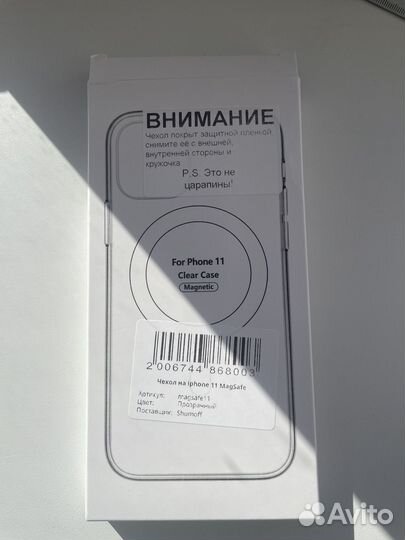 ВНИМАНИЕ
Чехол покрыт защитной пленкой
снимите её с внешней,
внутренней стороны и
кружочка
P.S. Это не
царапины!
For Phone 11
Clear Case
Magnetic
2 006744 868003
Чехол на iphone 11 MagSafe
Артикул: magsafe11
Цвет: Прозрачный
Поставщик: Shumoff
Avito